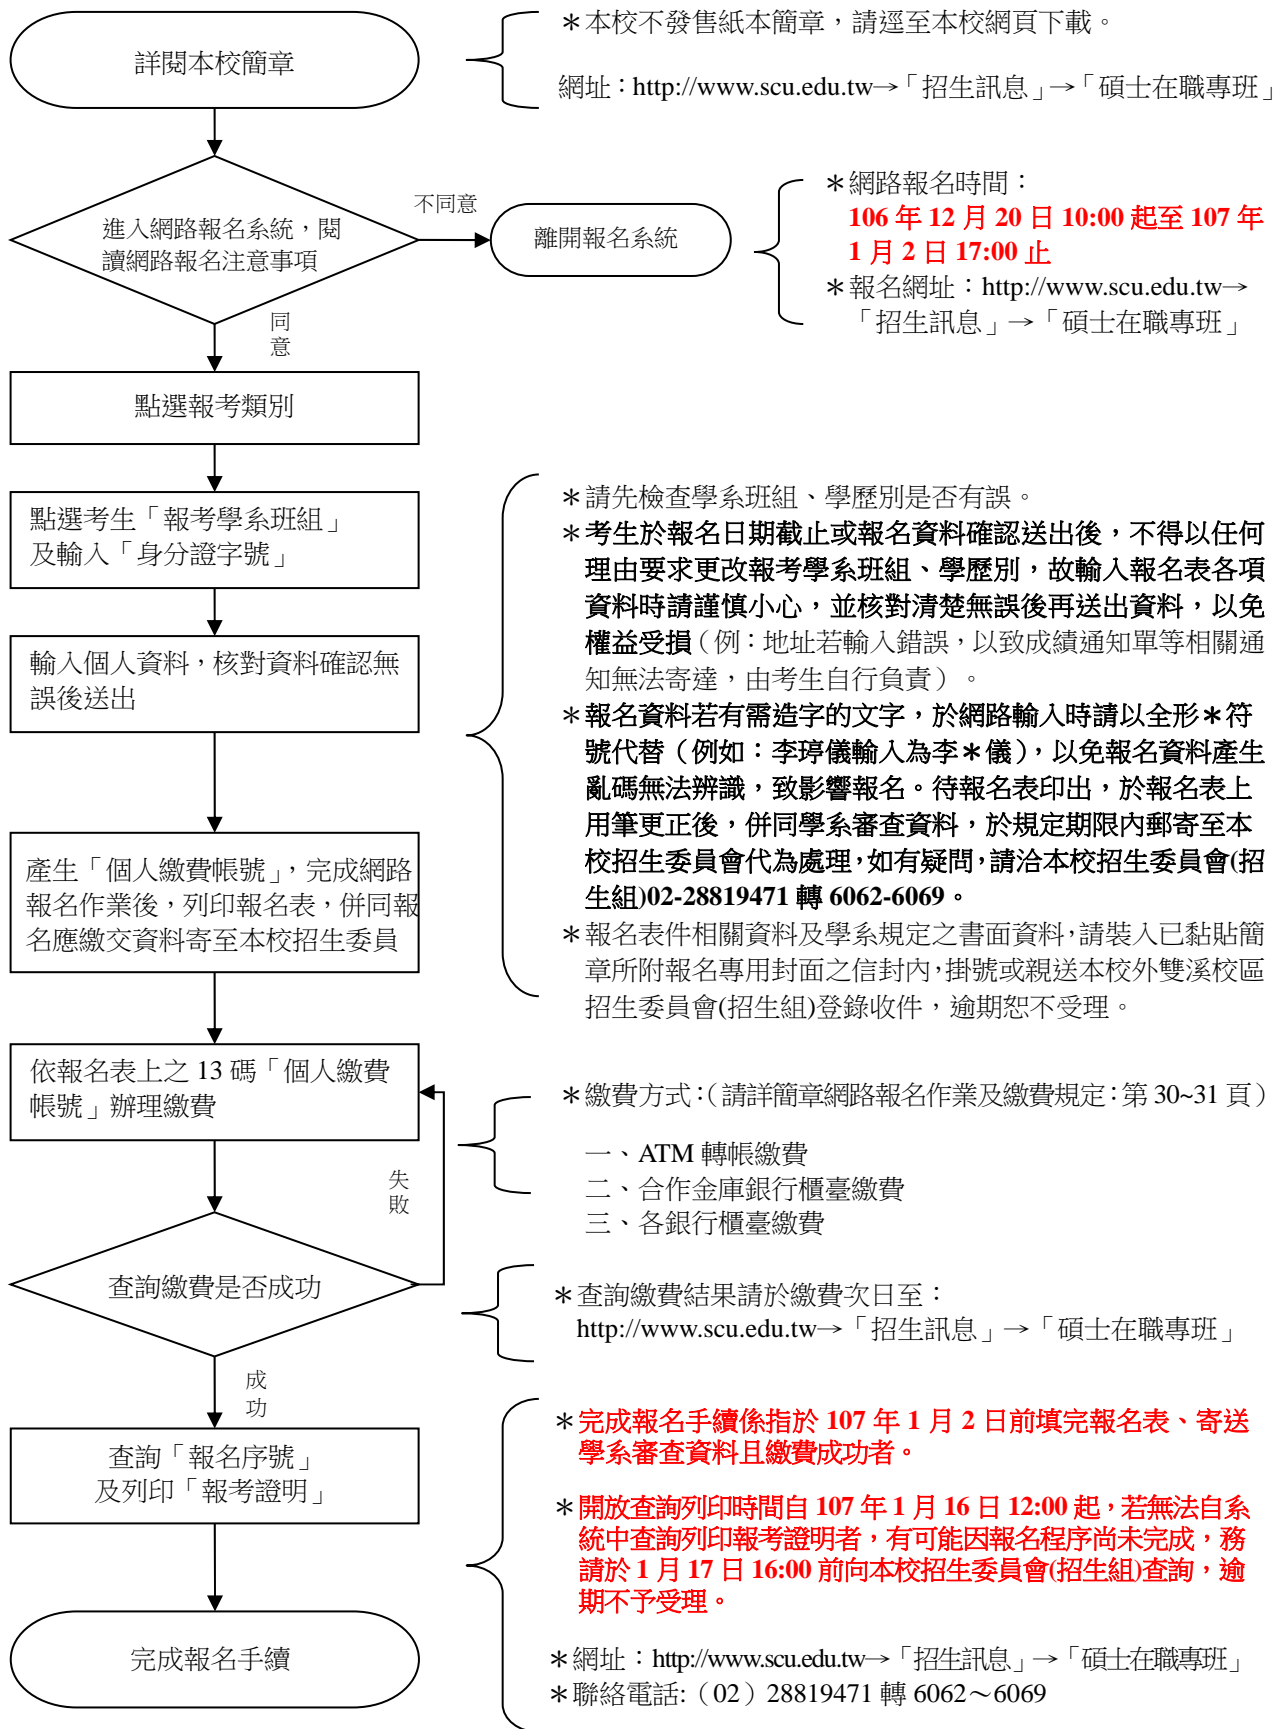 詳閱本校簡章
＊本校不發售紙本簡章，請逕至本校網頁下載。
網址：http://www.scu.edu.tw→「招生訊息」→「碩士在職專班」
進入網路報名系統，閱
讀網路報名注意事項
不同意
離開報名系統
＊網路報名時間：
106 年 12 月 20 日 10:00 起至 107 年
1 月 2 日 17:00 止
＊報名網址：http://www.scu.edu.tw→
「招生訊息」→「碩士在職專班」
同
意
點選報考類別
點選考生「報考學系班組」
及輸入「身分證字號」
輸入個人資料，核對資料確認無
誤後送出
產生「個人繳費帳號」，完成網路
報名作業後，列印報名表，併同報
名應繳交資料寄至本校招生委員
＊請先檢查學系班組、學歷別是否有誤。
＊考生於報名日期截止或報名資料確認送出後，不得以任何
理由要求更改報考學系班組、學歷別，故輸入報名表各項
資料時請謹慎小心，並核對清楚無誤後再送出資料，以免
權益受損（例：地址若輸入錯誤，以致成績通知單等相關通
知無法寄達，由考生自行負責）。
＊報名資料若有需造字的文字，於網路輸入時請以全形＊符
號代替（例如：李㻴儀輸入為李＊儀），以免報名資料產生
亂碼無法辨識，致影響報名。待報名表印出，於報名表上
用筆更正後，併同學系審查資料，於規定期限內郵寄至本
校招生委員會代為處理，如有疑問，請洽本校招生委員會(招
生組)02-28819471 轉 6062-6069。
＊報名表件相關資料及學系規定之書面資料，請裝入已黏貼簡
章所附報名專用封面之信封內，掛號或親送本校外雙溪校區
招生委員會(招生組)登錄收件，逾期恕不受理。
依報名表上之 13 碼「個人繳費
帳號」辦理繳費
＊繳費方式：（請詳簡章網路報名作業及繳費規定：第 30~31 頁）
一、ATM 轉帳繳費
二、合作金庫銀行櫃臺繳費
三、各銀行櫃臺繳費
失
敗
查詢繳費是否成功
＊查詢繳費結果請於繳費次日至：
http://www.scu.edu.tw→「招生訊息」→「碩士在職專班」
成
功
查詢「報名序號」
及列印「報考證明」
＊完成報名手續係指於 107 年 1 月 2 日前填完報名表、寄送
學系審查資料且繳費成功者。
＊開放查詢列印時間自 107 年 1 月 16 日 12:00 起，若無法自系
統中查詢列印報考證明者，有可能因報名程序尚未完成，務
請於 1 月 17 日 16:00 前向本校招生委員會(招生組)查詢，逾
期不予受理。
完成報名手續
＊網址：http://www.scu.edu.tw→「招生訊息」→「碩士在職專班」
＊聯絡電話:（02）28819471 轉 6062～6069